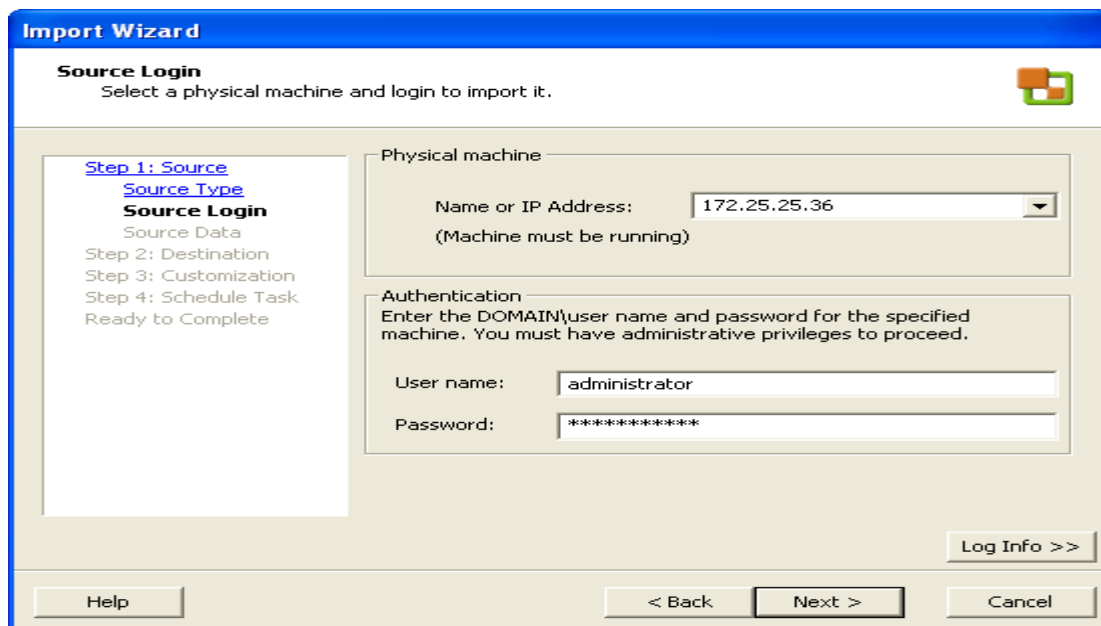 Import Wizard
Source Login
Select a physical machine and login to import it.
Step 1: Source
Source Type
Source Login
Source Data
Step 2: Destination
Step 3: Customization
Step 4: Schedule Task
Ready to Complete
Physical machine
Name or IP Address: 172.25.25.36
(Machine must be running)
Authentication
Enter the DOMAIN\user name and password for the specified
machine. You must have administrative privileges to proceed.
User name: administrator
Password: ***********
Log Info >>
Help < Back Next > Cancel